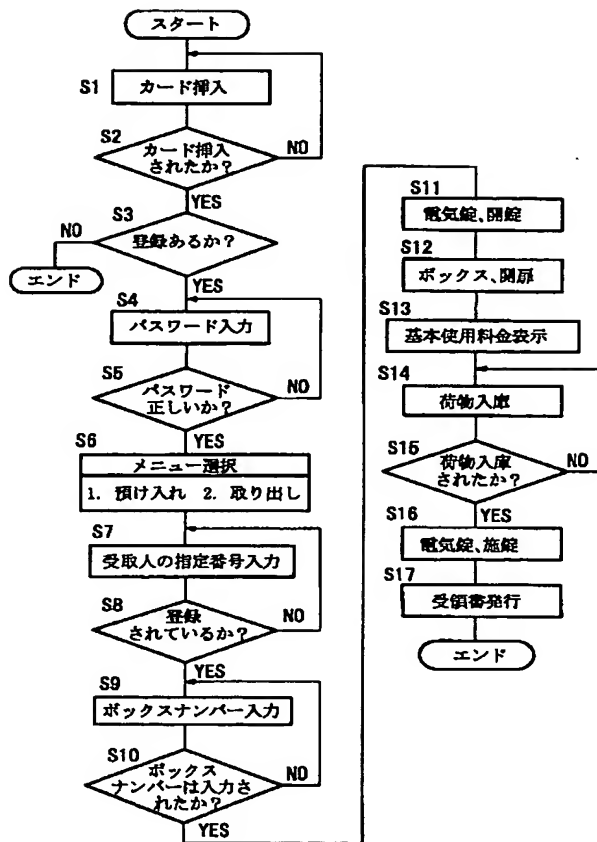 スタート
S1
カード挿入
S2
カード挿入
されたか？
NO
YES
S3
登録あるか？
NO
エンド
YES
S4
パスワード入力
S5
パスワード
正しいか？
NO
YES
S6
メニュー選択
1. 預け入れ 2. 取り出し
S7
受取人の指定番号入力
S8
登録
されているか？
NO
YES
S9
ボックスナンバー入力
S10
ボックス
ナンバーは入力さ
れたか？
NO
YES
S11
電気錠、開錠
S12
ボックス、開扉
S13
基本使用料金表示
S14
荷物入庫
S15
荷物入庫
されたか？
NO
YES
S16
電気錠、施錠
S17
受領書発行
エンド